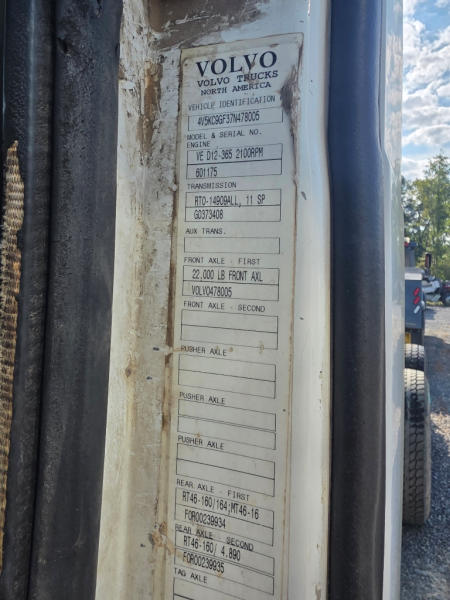 VOLVO
VOLVO TRUCKS
NORTH AMERICA
VEHICLE IDENTIFICATION
4V5KC9GF37N478005
MODEL & SERIAL NO.
ENGINE
VE D12-365 2100RPM
601175
TRANSMISSION
RTO-14909ALL, 11 SP
G0373408
AUX TRANS.
FRONT AXLE - FIRST
22,000 LB FRONT AXL
VOLVO478005
FRONT AXLE - SECOND
PUSHER AXLE
PUSHER AXLE
PUSHER AXLE
REAR AXLE - FIRST
RT46-160/164;MT46-16
FOR00239934
REAR AXLE SECOND
RT46-160/ 4.890
FOR00239935
TAG AXLE